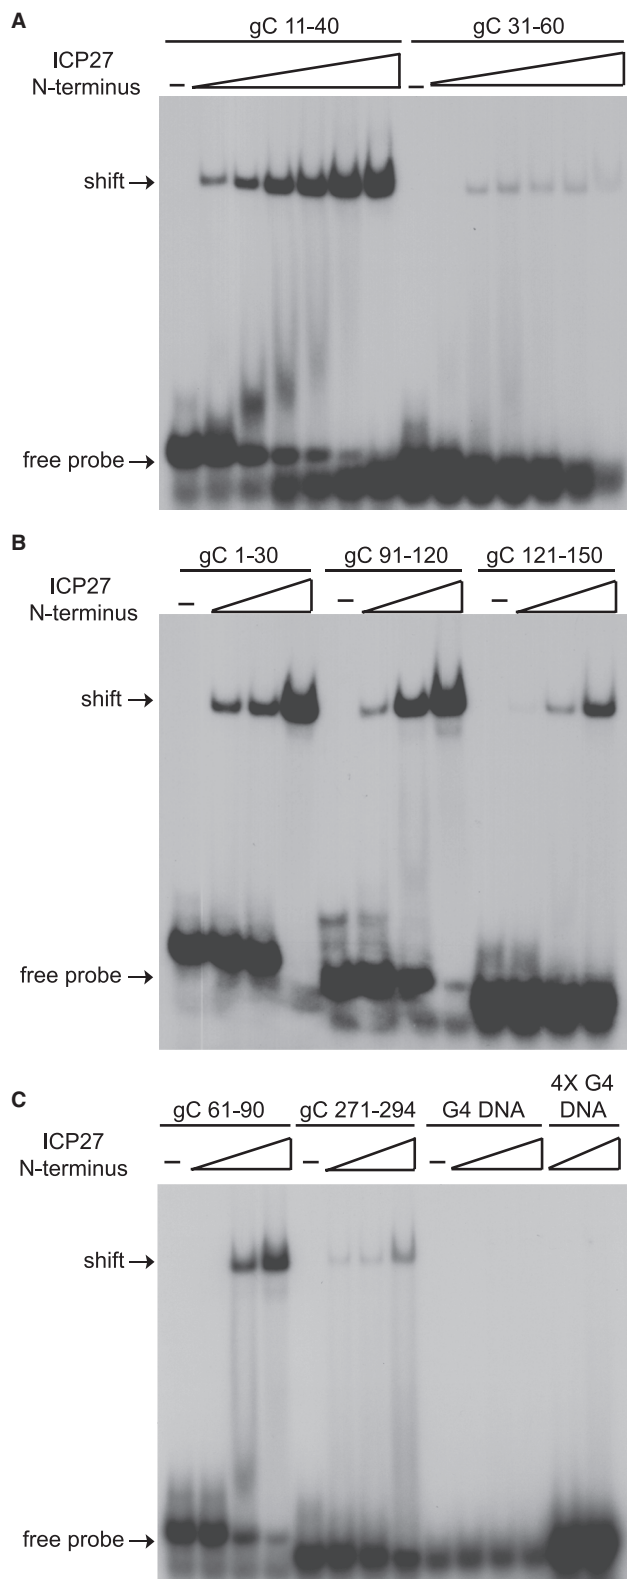 A
gC 11-40 gC 31-60
ICP27
N-terminus
–
–
shift
free probe
B
gC 1-30 gC 91-120 gC 121-150
ICP27
N-terminus
–
–
–
shift
free probe
C
gC 61-90 gC 271-294 G4 DNA 4X G4
DNA
ICP27
N-terminus
–
–
–
shift
free probe